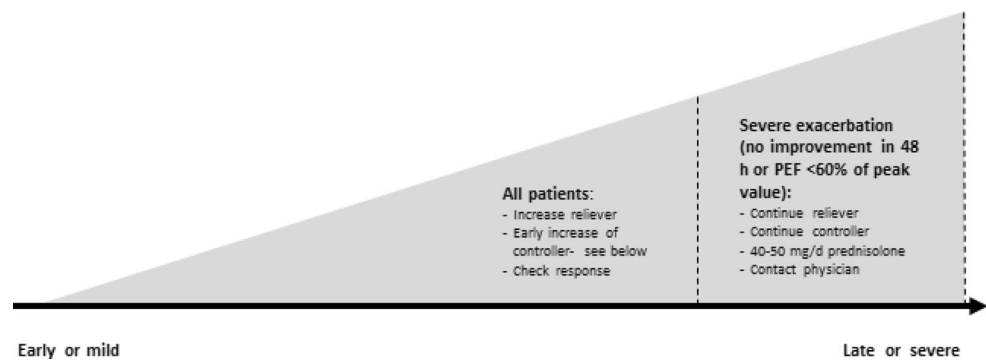 All patients:
- Increase reliever
- Early increase of
controller- see below
- Check response
Severe exacerbation
(no improvement in 48
h or PEF <60% of peak
value):
- Continue reliever
- Continue controller
- 40-50 mg/d prednisolone
- Contact physician
Early or mild
Late or severe